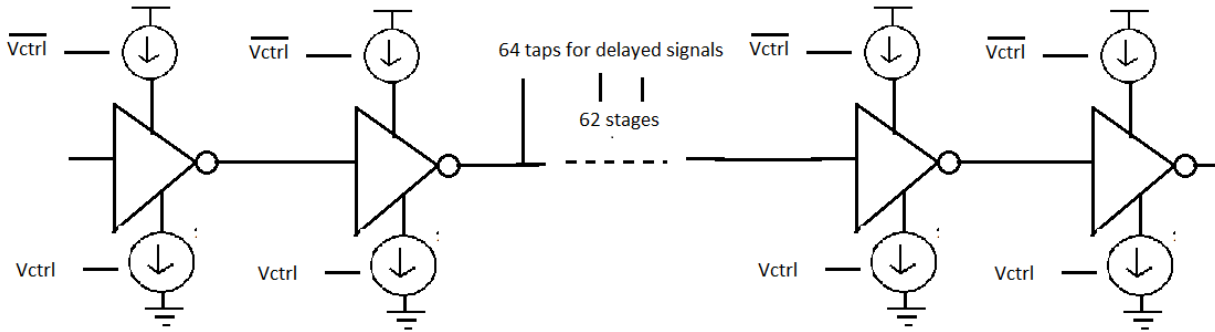 Vctrl Vctrl 64 taps for delayed signals Vctrl Vctrl
62 stages
Vctrl Vctrl Vctrl Vctrl